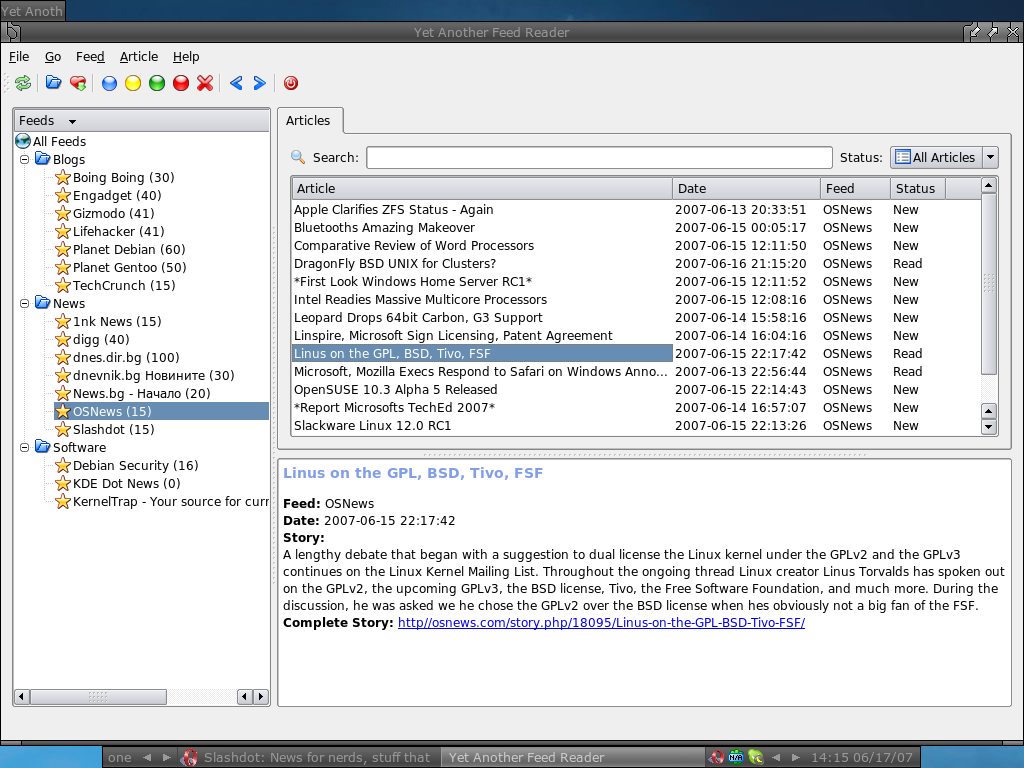 Yet Anoth
Yet Another Feed Reader
File Go Feed Article Help
Feeds
All Feeds
Blogs
Boing Boing (30)
Engadget (40)
Gizmodo (41)
Lifehacker (41)
Planet Debian (60)
Planet Gentoo (50)
TechCrunch (15)
News
1nk News (15)
digg (40)
dnes.dir.bg (100)
dnevnik.bg Новините (30)
News.bg - Начало (20)
OSNews (15)
Slashdot (15)
Software
Debian Security (16)
KDE Dot News (0)
KernelTrap - Your source for curr
Articles
Search: Status: All Articles
Article Date Feed Status
Apple Clarifies ZFS Status - Again 2007-06-13 20:33:51 OSNews New
Bluetooths Amazing Makeover 2007-06-15 00:05:17 OSNews New
Comparative Review of Word Processors 2007-06-15 12:11:50 OSNews New
DragonFly BSD UNIX for Clusters? 2007-06-16 21:15:20 OSNews Read
*First Look Windows Home Server RC1* 2007-06-15 12:11:52 OSNews New
Intel Readies Massive Multicore Processors 2007-06-15 12:08:16 OSNews New
Leopard Drops 64bit Carbon, G3 Support 2007-06-14 15:58:16 OSNews New
Linspire, Microsoft Sign Licensing, Patent Agreement 2007-06-14 16:04:16 OSNews New
Linus on the GPL, BSD, Tivo, FSF 2007-06-15 22:17:42 OSNews Read
Microsoft, Mozilla Execs Respond to Safari on Windows Anno... 2007-06-13 22:56:44 OSNews Read
OpenSUSE 10.3 Alpha 5 Released 2007-06-15 22:14:43 OSNews New
*Report Microsofts TechEd 2007* 2007-06-14 16:57:07 OSNews New
Slackware Linux 12.0 RC1 2007-06-15 22:13:26 OSNews New
Linus on the GPL, BSD, Tivo, FSF
Feed: OSNews
Date: 2007-06-15 22:17:42
Story:
A lengthy debate that began with a suggestion to dual license the Linux kernel under the GPLv2 and the GPLv3
continues on the Linux Kernel Mailing List. Throughout the ongoing thread Linux creator Linus Torvalds has spoken out
on the GPLv2, the upcoming GPLv3, the BSD license, Tivo, the Free Software Foundation, and much more. During the
discussion, he was asked we he chose the GPLv2 over the BSD license when hes obviously not a big fan of the FSF.
Complete Story: http//osnews.com/story.php/18095/Linus-on-the-GPL-BSD-Tivo-FSF/
one Slashdot: News for nerds, stuff that Yet Another Feed Reader 14:15 06/17/07